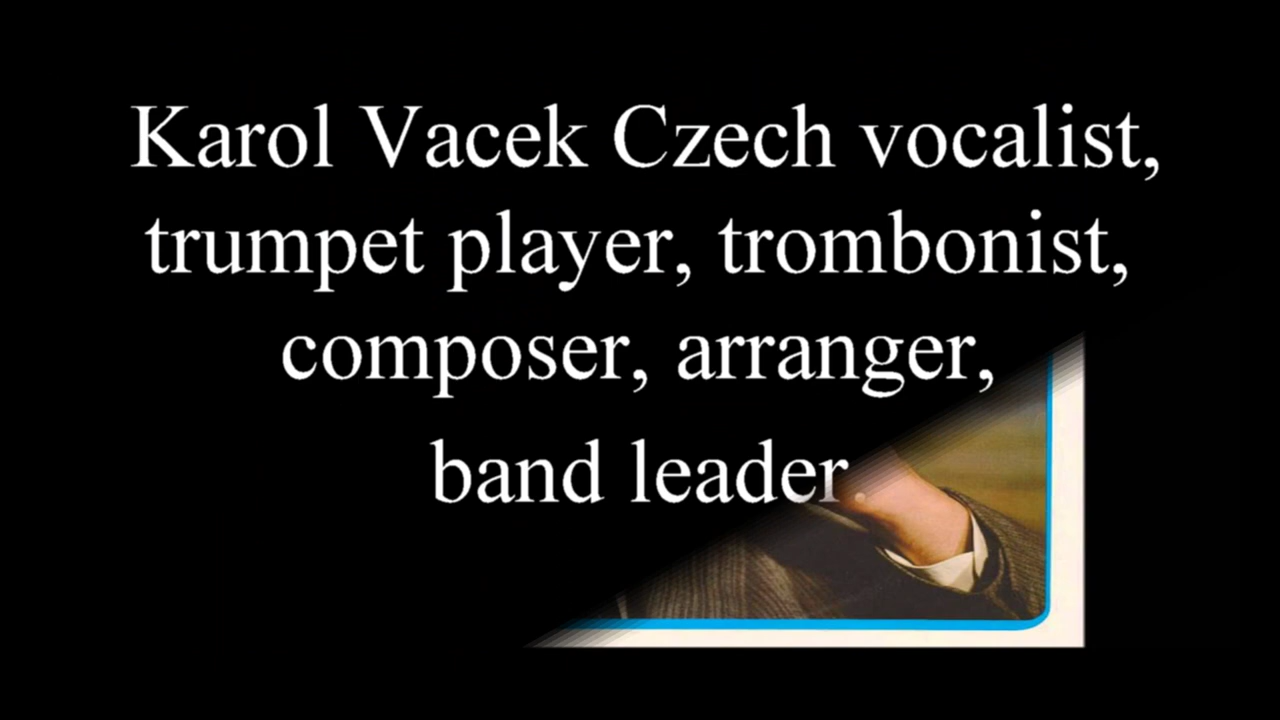 Karol Vacek Czech vocalist,
trumpet player, trombonist,
composer, arranger,
band leader.